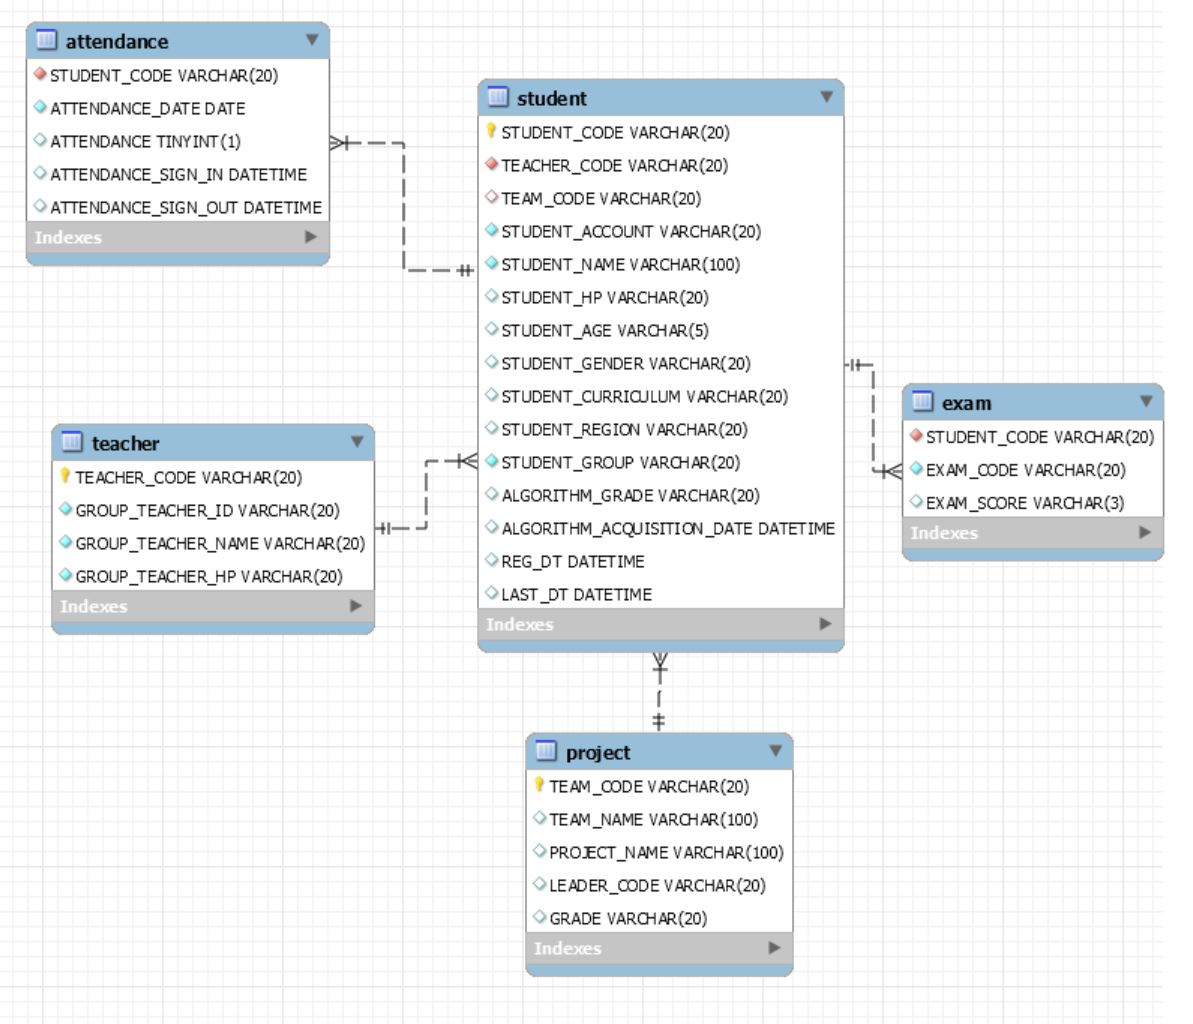 attendance
STUDENT_CODE VARCHAR(20)
ATTENDANCE_DATE DATE
ATTENDANCE TINYINT(1)
ATTENDANCE_SIGN_IN DATETIME
ATTENDANCE_SIGN_OUT DATETIME
Indexes
student
STUDENT_CODE VARCHAR(20)
TEACHER_CODE VARCHAR(20)
TEAM_CODE VARCHAR(20)
STUDENT_ACCOUNT VARCHAR(20)
STUDENT_NAME VARCHAR(100)
STUDENT_HP VARCHAR(20)
STUDENT_AGE VARCHAR(5)
STUDENT_GENDER VARCHAR(20)
STUDENT_CURRICULUM VARCHAR(20)
STUDENT_REGION VARCHAR(20)
STUDENT_GROUP VARCHAR(20)
ALGORITHM_GRADE VARCHAR(20)
ALGORITHM_ACQUISITION_DATE DATETIME
REG_DT DATETIME
LAST_DT DATETIME
Indexes
teacher
TEACHER_CODE VARCHAR(20)
GROUP_TEACHER_ID VARCHAR(20)
GROUP_TEACHER_NAME VARCHAR(20)
GROUP_TEACHER_HP VARCHAR(20)
Indexes
exam
STUDENT_CODE VARCHAR(20)
EXAM_CODE VARCHAR(20)
EXAM_SCORE VARCHAR(3)
Indexes
project
TEAM_CODE VARCHAR(20)
TEAM_NAME VARCHAR(100)
PROJECT_NAME VARCHAR(100)
LEADER_CODE VARCHAR(20)
GRADE VARCHAR(20)
Indexes